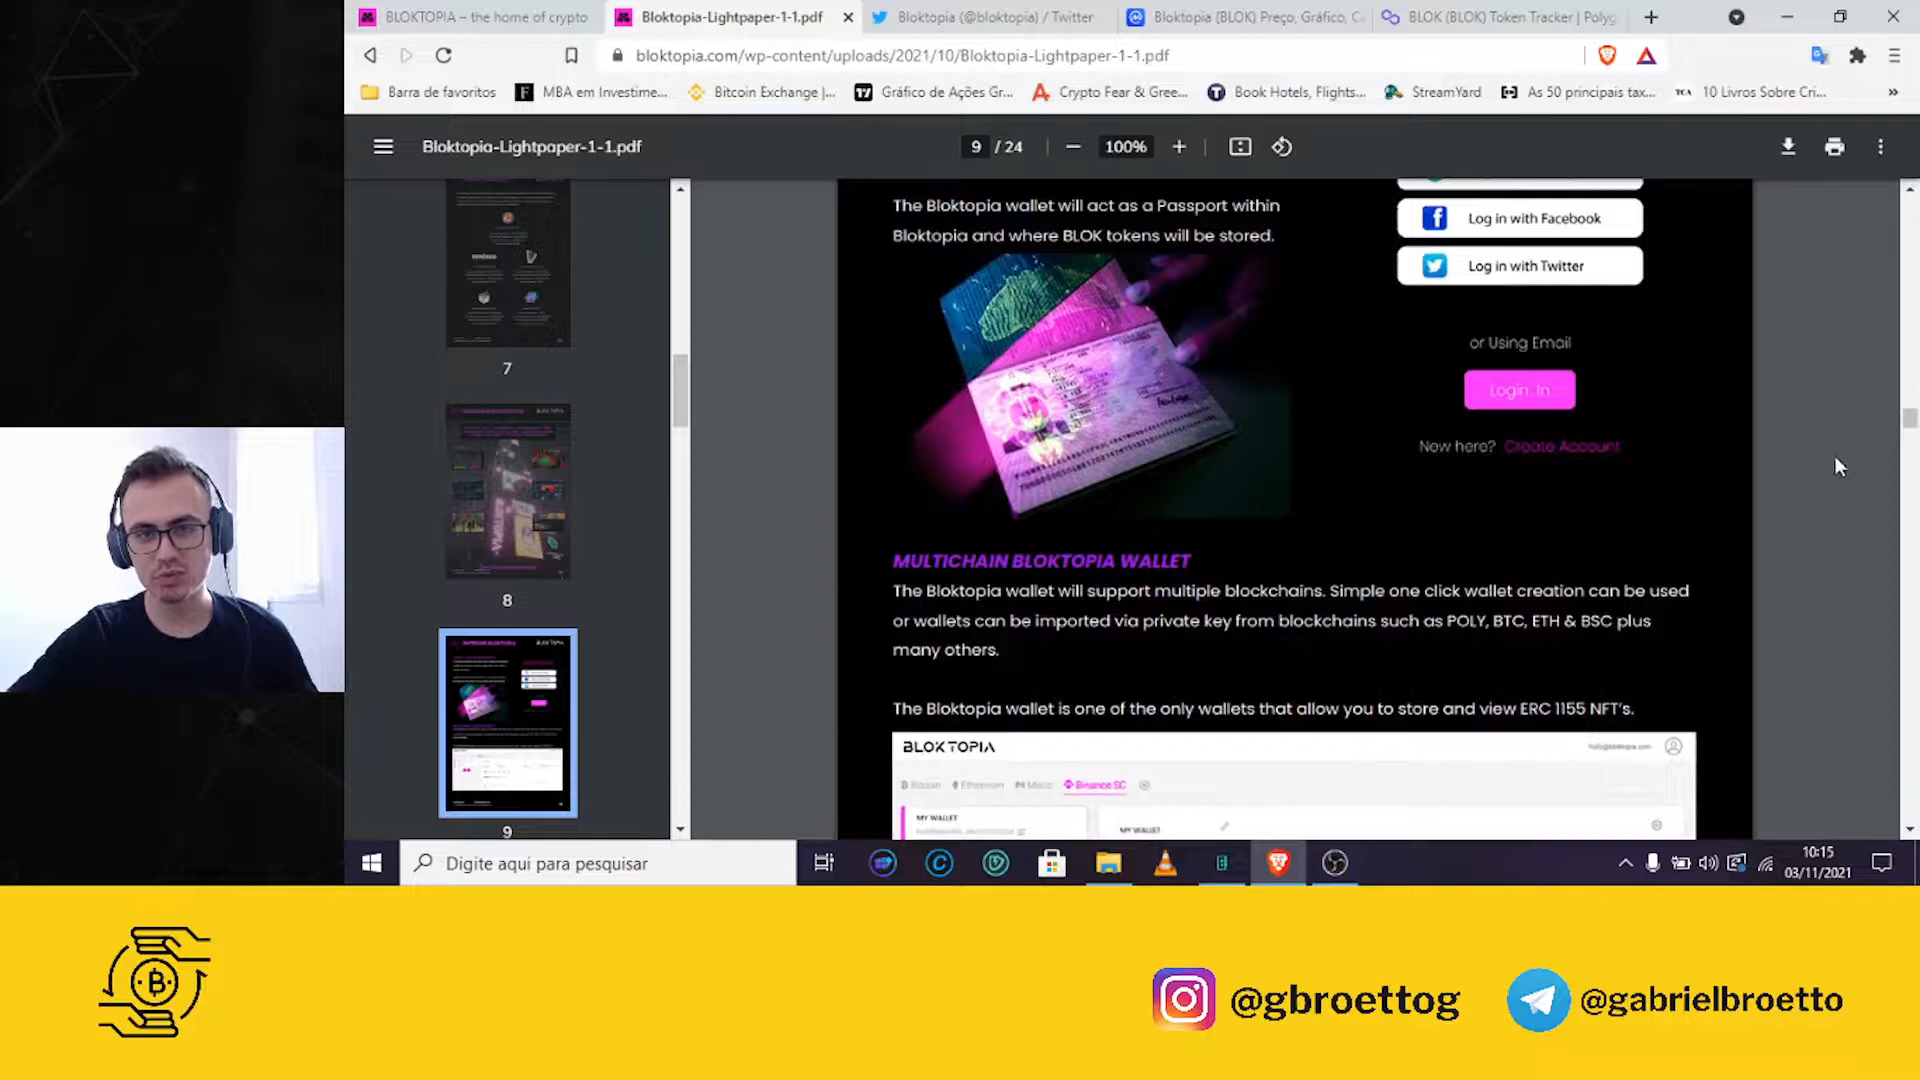 BLOKTOPIA – the home of crypto
Bloktopia-Lightpaper-1-1.pdf
Bloktopia (@bloktopia) / Twitter
Bloktopia (BLOK) Preço, Gráfico, C
BLOK (BLOK) Token Tracker | Polyg
bloktopia.com/wp-content/uploads/2021/10/Bloktopia-Lightpaper-1-1.pdf
Barra de favoritos
MBA em Investime...
Bitcoin Exchange |...
Gráfico de Ações Gr...
Crypto Fear & Gree...
Book Hotels, Flights...
StreamYard
As 50 principais tax...
TCA
10 Livros Sobre Cri...
Bloktopia-Lightpaper-1-1.pdf
9 / 24
100%
7
8
9
The Bloktopia wallet will act as a Passport within
Bloktopia and where BLOK tokens will be stored.
Log in with Facebook
Log in with Twitter
or Using Email
Login In
New here? Create Account
MULTICHAIN BLOKTOPIA WALLET
The Bloktopia wallet will support multiple blockchains. Simple one click wallet creation can be used
or wallets can be imported via private key from blockchains such as POLY, BTC, ETH & BSC plus
many others.
The Bloktopia wallet is one of the only wallets that allow you to store and view ERC 1155 NFT's.
BLOKTOPIA
Bitcoin
Ethereum
Matic
Binance SC
MY WALLET
MY WALLET
Digite aqui para pesquisar
10:15
03/11/2021
@gbroettog
@gabrielbroetto